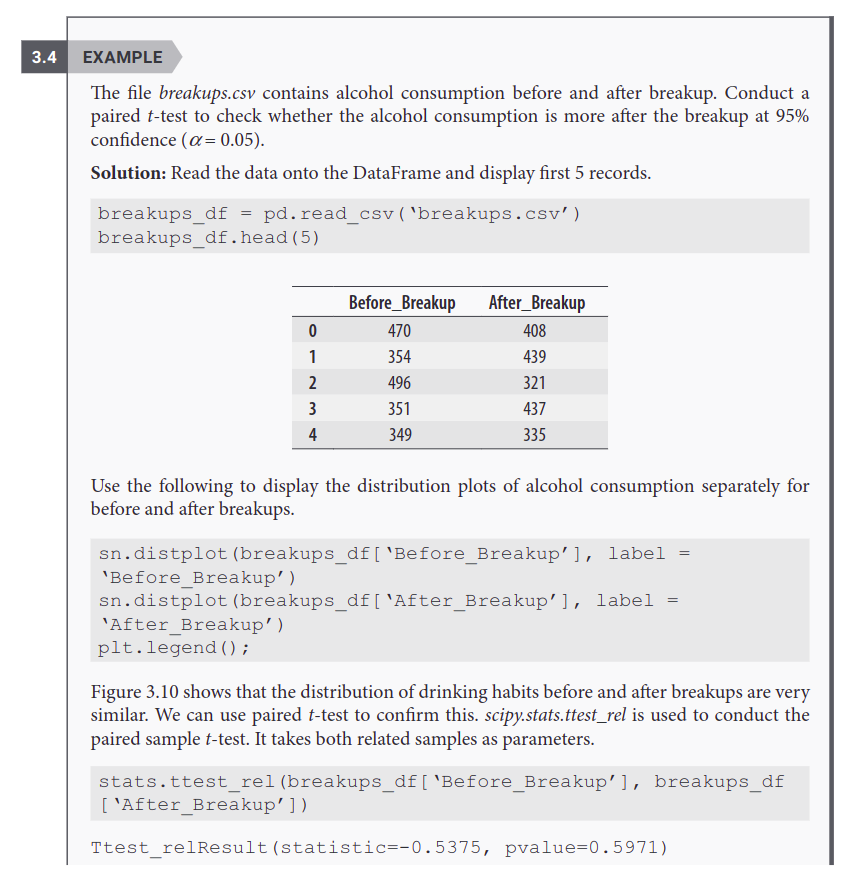 3.4 EXAMPLE
The file breakups.csv contains alcohol consumption before and after breakup. Conduct a
paired t-test to check whether the alcohol consumption is more after the breakup at 95%
confidence (α = 0.05).
Solution: Read the data onto the DataFrame and display first 5 records.
breakups_df = pd.read_csv(‘breakups.csv’)
breakups_df.head(5)
Before_Breakup After_Breakup
0 470 408
1 354 439
2 496 321
3 351 437
4 349 335
Use the following to display the distribution plots of alcohol consumption separately for
before and after breakups.
sn.distplot(breakups_df[‘Before_Breakup’], label =
‘Before_Breakup’)
sn.distplot(breakups_df[‘After_Breakup’], label =
‘After_Breakup’)
plt.legend();
Figure 3.10 shows that the distribution of drinking habits before and after breakups are very
similar. We can use paired t-test to confirm this. scipy.stats.ttest_rel is used to conduct the
paired sample t-test. It takes both related samples as parameters.
stats.ttest_rel(breakups_df[‘Before_Breakup’], breakups_df
[‘After_Breakup’])
Ttest_relResult(statistic=-0.5375, pvalue=0.5971)